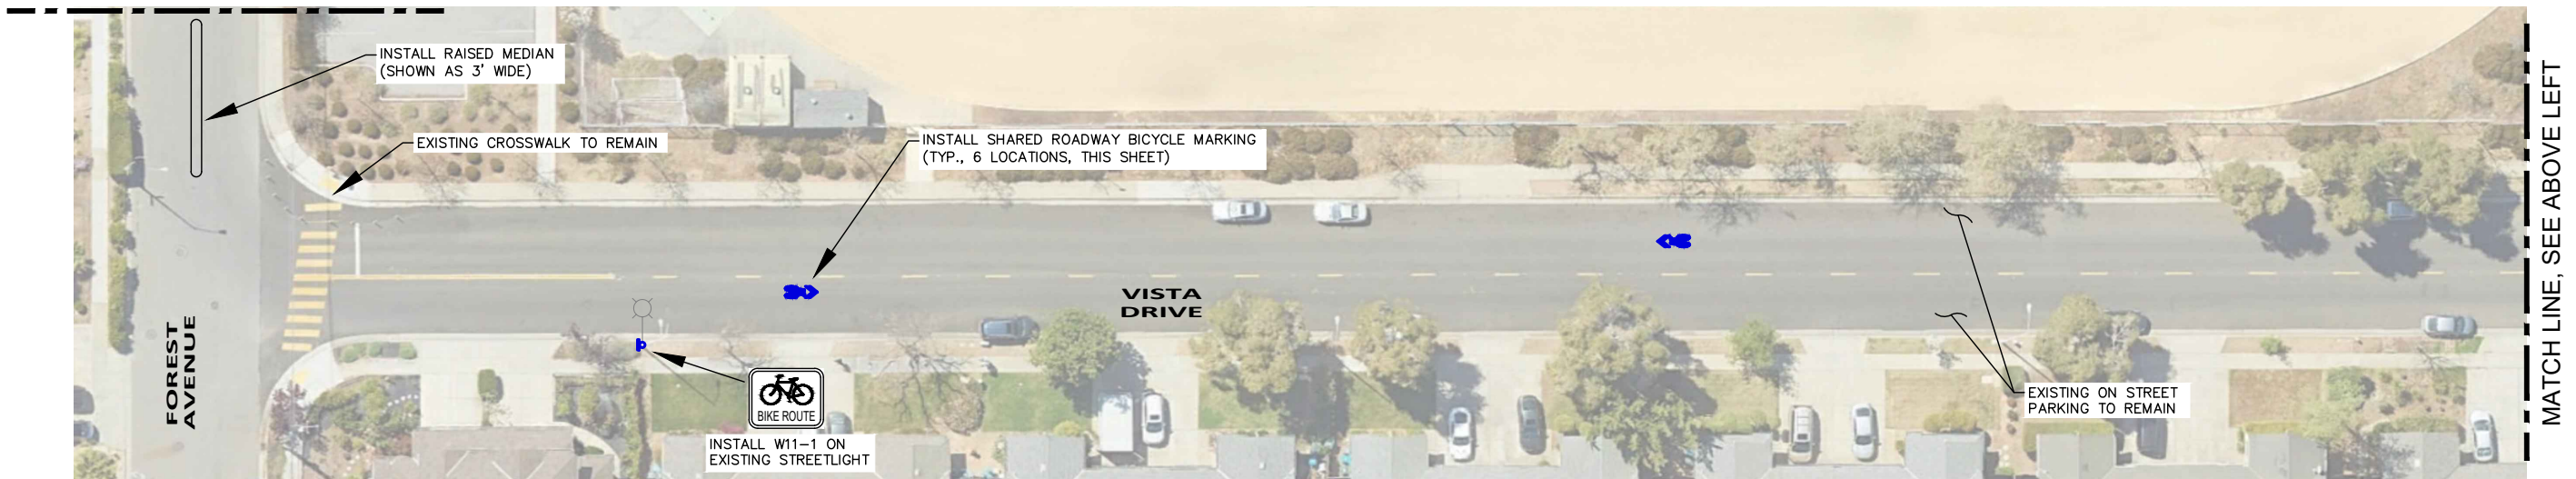 INSTALL RAISED MEDIAN
(SHOWN AS 3' WIDE)
EXISTING CROSSWALK TO REMAIN
INSTALL SHARED ROADWAY BICYCLE MARKING
(TYP., 6 LOCATIONS, THIS SHEET)
VISTA
DRIVE
FOREST
AVENUE
BIKE ROUTE
INSTALL W11-1 ON
EXISTING STREETLIGHT
EXISTING ON STREET
PARKING TO REMAIN
MATCH LINE, SEE ABOVE LEFT